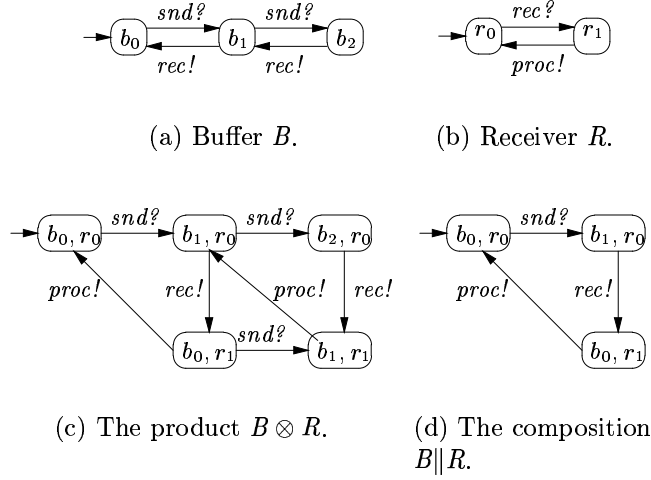 snd? snd? rec?
b₀ b₁ b₂ r₀ r₁
rec! rec! proc!
(a) Buffer B. (b) Receiver R.
snd? snd? snd?
b₀, r₀ b₁, r₀ b₂, r₀ b₀, r₀ b₁, r₀
proc! rec! proc! rec! proc! rec!
snd?
b₀, r₁ b₁, r₁ b₀, r₁
(c) The product B ⊗ R. (d) The composition
B∥R.